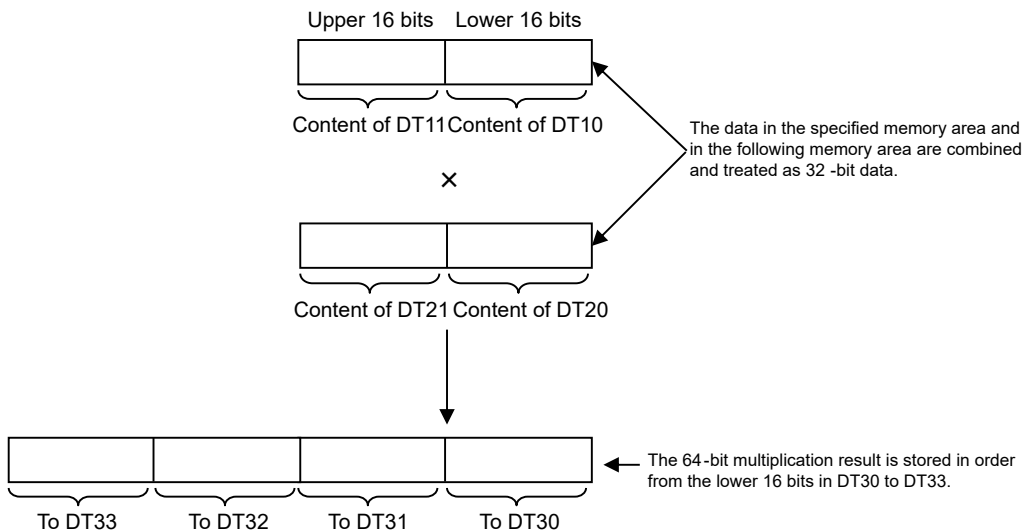 Upper 16 bits Lower 16 bits
Content of DT11 Content of DT10
The data in the specified memory area and
in the following memory area are combined
and treated as 32 -bit data.
×
Content of DT21 Content of DT20
The 64-bit multiplication result is stored in order
from the lower 16 bits in DT30 to DT33.
To DT33 To DT32 To DT31 To DT30